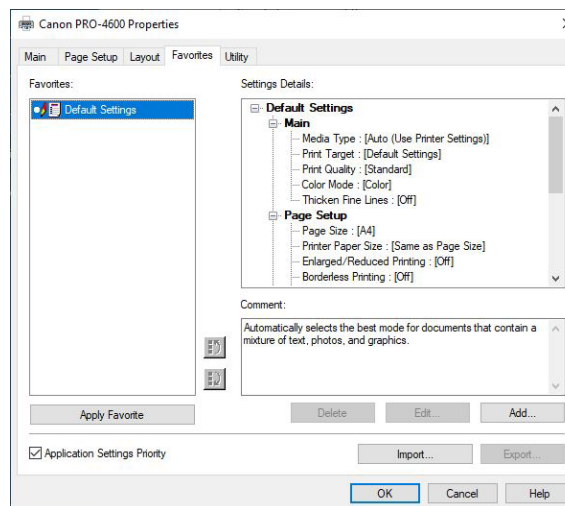 Canon PRO-4600 Properties
Main Page Setup Layout Favorites Utility
Favorites:
Default Settings
Apply Favorite
Application Settings Priority
Settings Details:
Default Settings
Main
Media Type : [Auto (Use Printer Settings)]
Print Target : [Default Settings]
Print Quality : [Standard]
Color Mode : [Color]
Thicken Fine Lines : [Off]
Page Setup
Page Size : [A4]
Printer Paper Size : [Same as Page Size]
Enlarged/Reduced Printing : [Off]
Borderless Printing : [Off]
Comment:
Automatically selects the best mode for documents that contain a
mixture of text, photos, and graphics.
Delete Edit... Add...
Import... Export...
OK Cancel Help